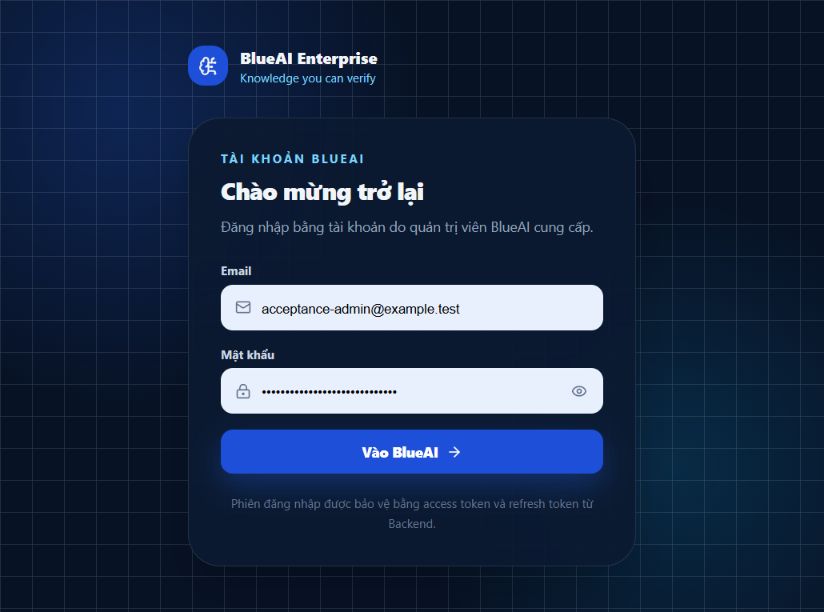 BlueAI Enterprise
Knowledge you can verify
TÀI KHOẢN BLUEAI
Chào mừng trở lại
Đăng nhập bằng tài khoản do quản trị viên BlueAI cung cấp.
Email
acceptance-admin@example.test
Mật khẩu
Vào BlueAI →
Phiên đăng nhập được bảo vệ bằng access token và refresh token từ
Backend.